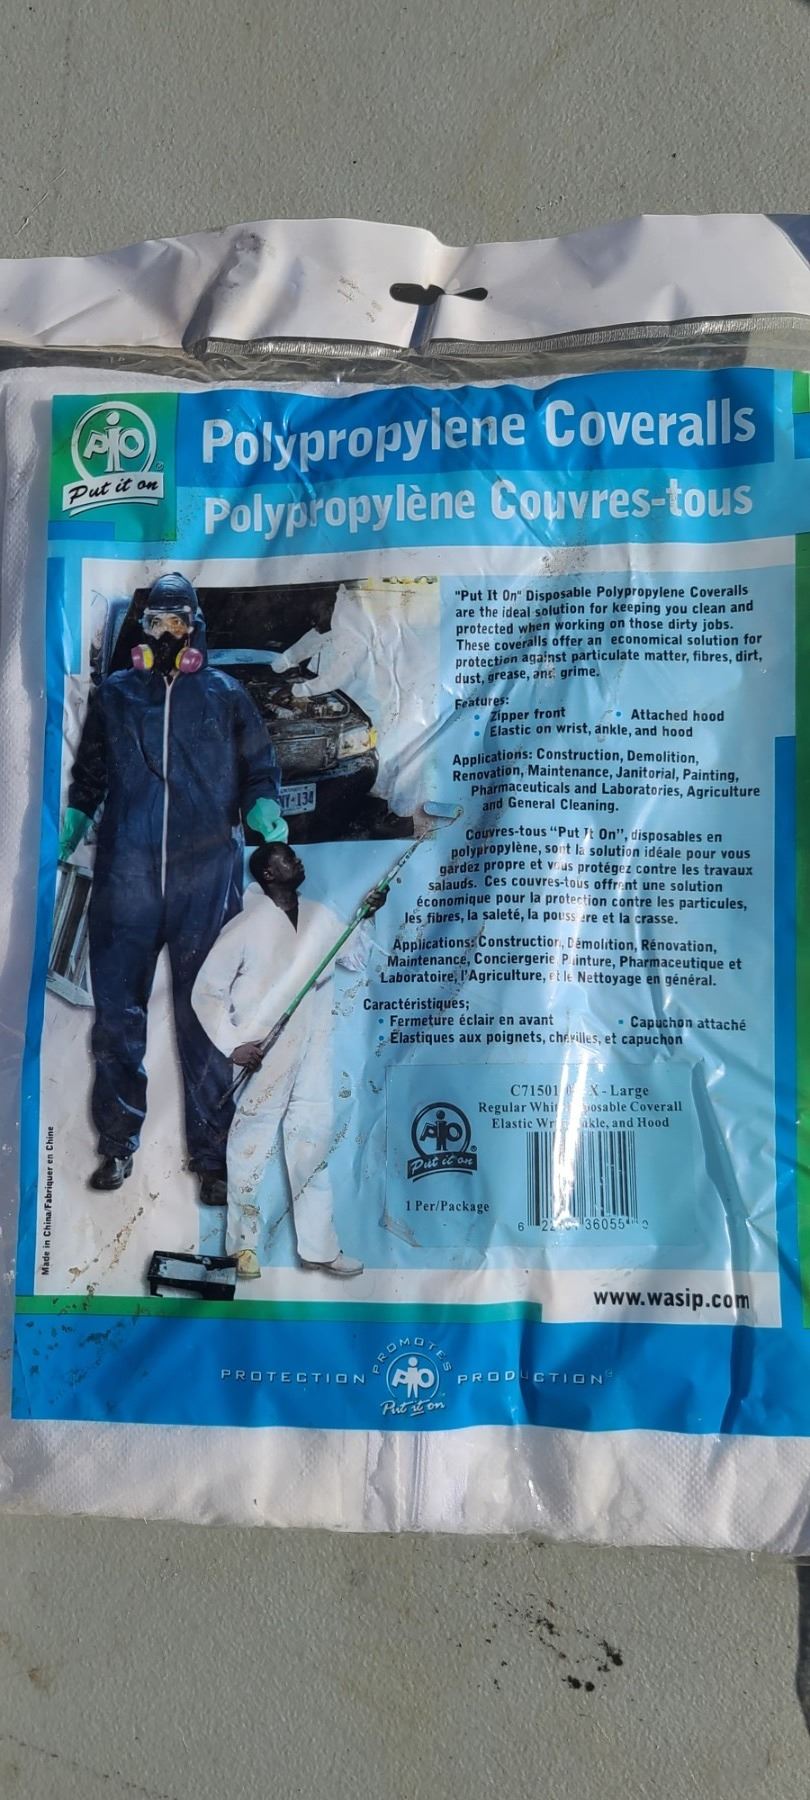 PIO
Put it on
Polypropylene Coveralls
Polypropylène Couvres-tous
"Put It On" Disposable Polypropylene Coveralls
are the ideal solution for keeping you clean and
protected when working on those dirty jobs.
These coveralls offer an economical solution for
protection against particulate matter, fibres, dirt,
dust, grease, and grime.
Features:
• Zipper front • Attached hood
• Elastic on wrist, ankle, and hood
Applications: Construction, Demolition,
Renovation, Maintenance, Janitorial, Painting,
Pharmaceuticals and Laboratories, Agriculture
and General Cleaning.
Couvres-tous "Put It On", disposables en
polypropylène, sont la solution idéale pour vous
gardez propre et vous protégez contre les travaux
salauds. Ces couvres-tous offrent une solution
économique pour la protection contre les particules,
les fibres, la saleté, la poussière et la crasse.
Applications: Construction, Démolition, Rénovation,
Maintenance, Conciergerie, Painture, Pharmaceutique et
Laboratoire, l'Agriculture, et le Nettoyage en général.
Caractéristiques;
• Fermeture éclair en avant • Capuchon attaché
• Élastiques aux poignets, chevilles, et capuchon
- Large
Regular Disposable Coverall
Elastic Ankle, and Hood
PIO
Put it on
1 Per/Package
Made in China/Fabriquer en Chine
www.wasip.com
PROTECTION PROMOTES PRODUCTION
PIO
Put it on